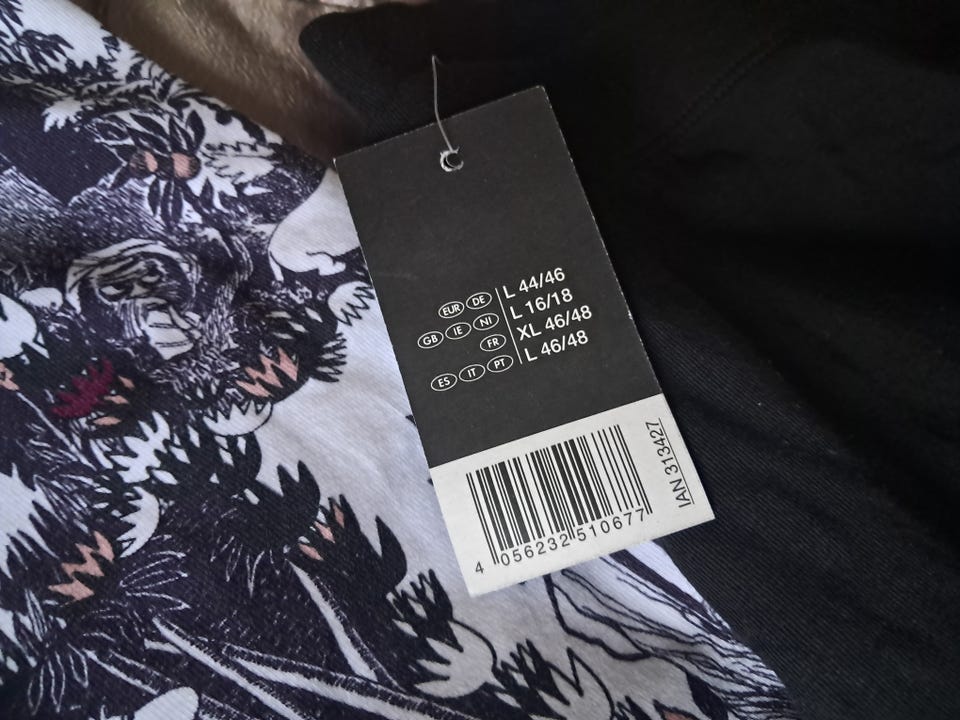 EUR DE L 44/46
GB IE NI L 16/18
FR XL 46/48
ES IT PT L 46/48
IAN 313427
4 056232 510677